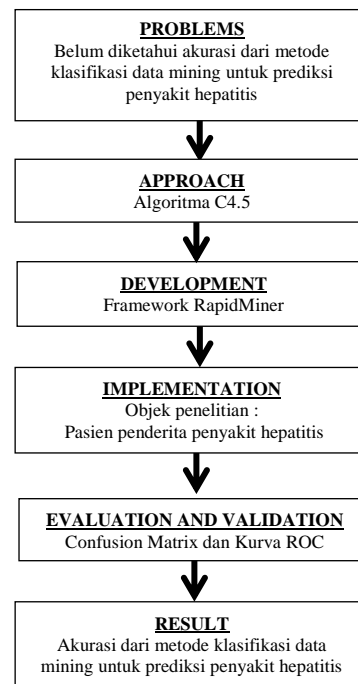 PROBLEMS
Belum diketahui akurasi dari metode
klasifikasi data mining untuk prediksi
penyakit hepatitis
APPROACH
Algoritma C4.5
DEVELOPMENT
Framework RapidMiner
IMPLEMENTATION
Objek penelitian :
Pasien penderita penyakit hepatitis
EVALUATION AND VALIDATION
Confusion Matrix dan Kurva ROC
RESULT
Akurasi dari metode klasifikasi data
mining untuk prediksi penyakit hepatitis